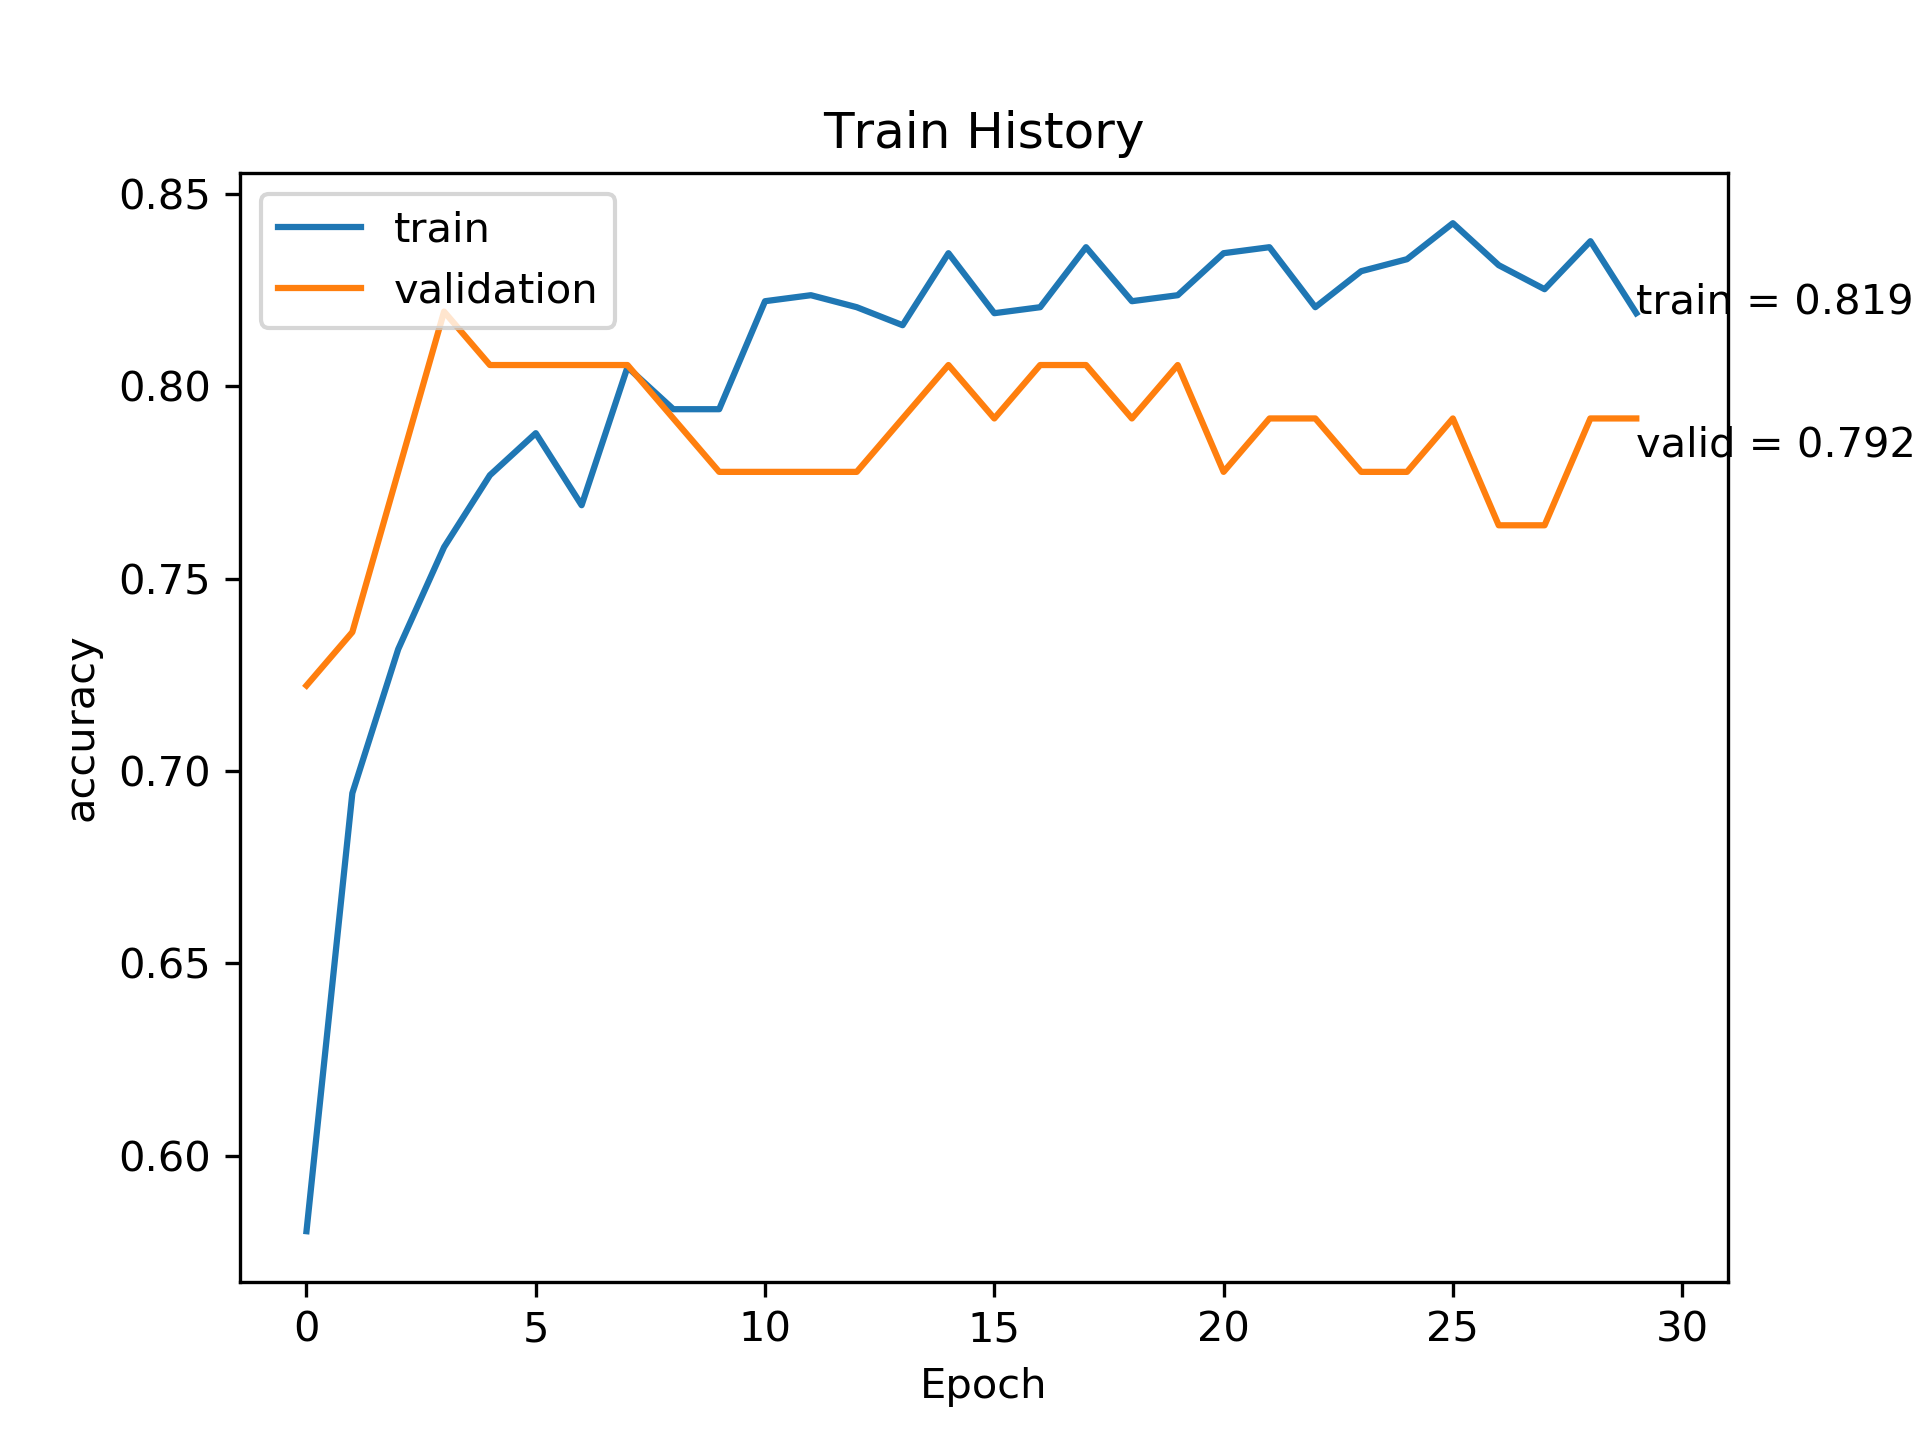 Train History
train
validation
0.85
0.80
0.75
0.70
0.65
0.60
accuracy
train = 0.819
valid = 0.792
0 5 10 15 20 25 30
Epoch